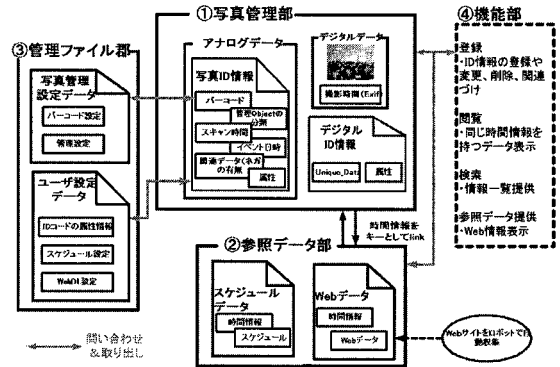 ①写真管理部
④機能部
③管理ファイル郡
写真管理
設定データ
バーコード設定
管理設定
ユーザ設定
データ
IDコードの属性情報
スケジュール設定
WebDL設定
アナログデータ
写真ID情報
バーコード
管理Objectの
分類
スキャン時間
イベント日時
関連データ(ネガ
の有無
属性
デジタルデータ
撮影時間(Exif)
デジタル
ID情報
Unique_Data
属性
登録
・ID情報の登録や
変更、削除、関連
づけ
閲覧
・同じ時間情報を
持つデータ表示
検索
・情報一覧提供
参照データ提供
・Web情報表示
時間情報を
キーとしてlink
②参照データ部
スケジュール
データ
時間情報
スケジュール
Webデータ
時間情報
Webデータ
Webサイトをロボットで自
動収集
問い合わせ
&取り出し